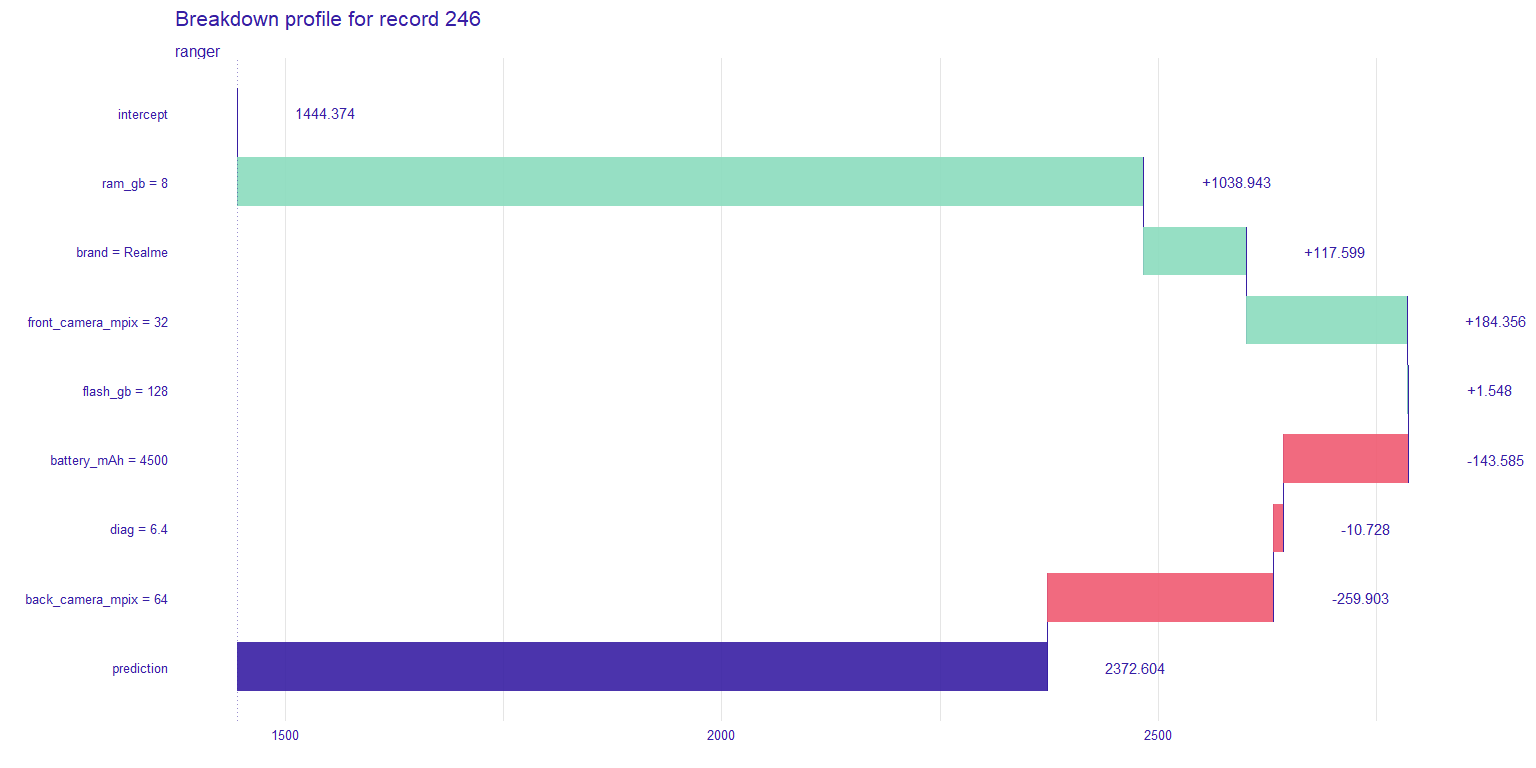 Breakdown profile for record 246
ranger
intercept 1444.374
ram_gb = 8 +1038.943
brand = Realme +117.599
front_camera_mpix = 32 +184.356
flash_gb = 128 +1.548
battery_mAh = 4500 -143.585
diag = 6.4 -10.728
back_camera_mpix = 64 -259.903
prediction 2372.604
1500 2000 2500